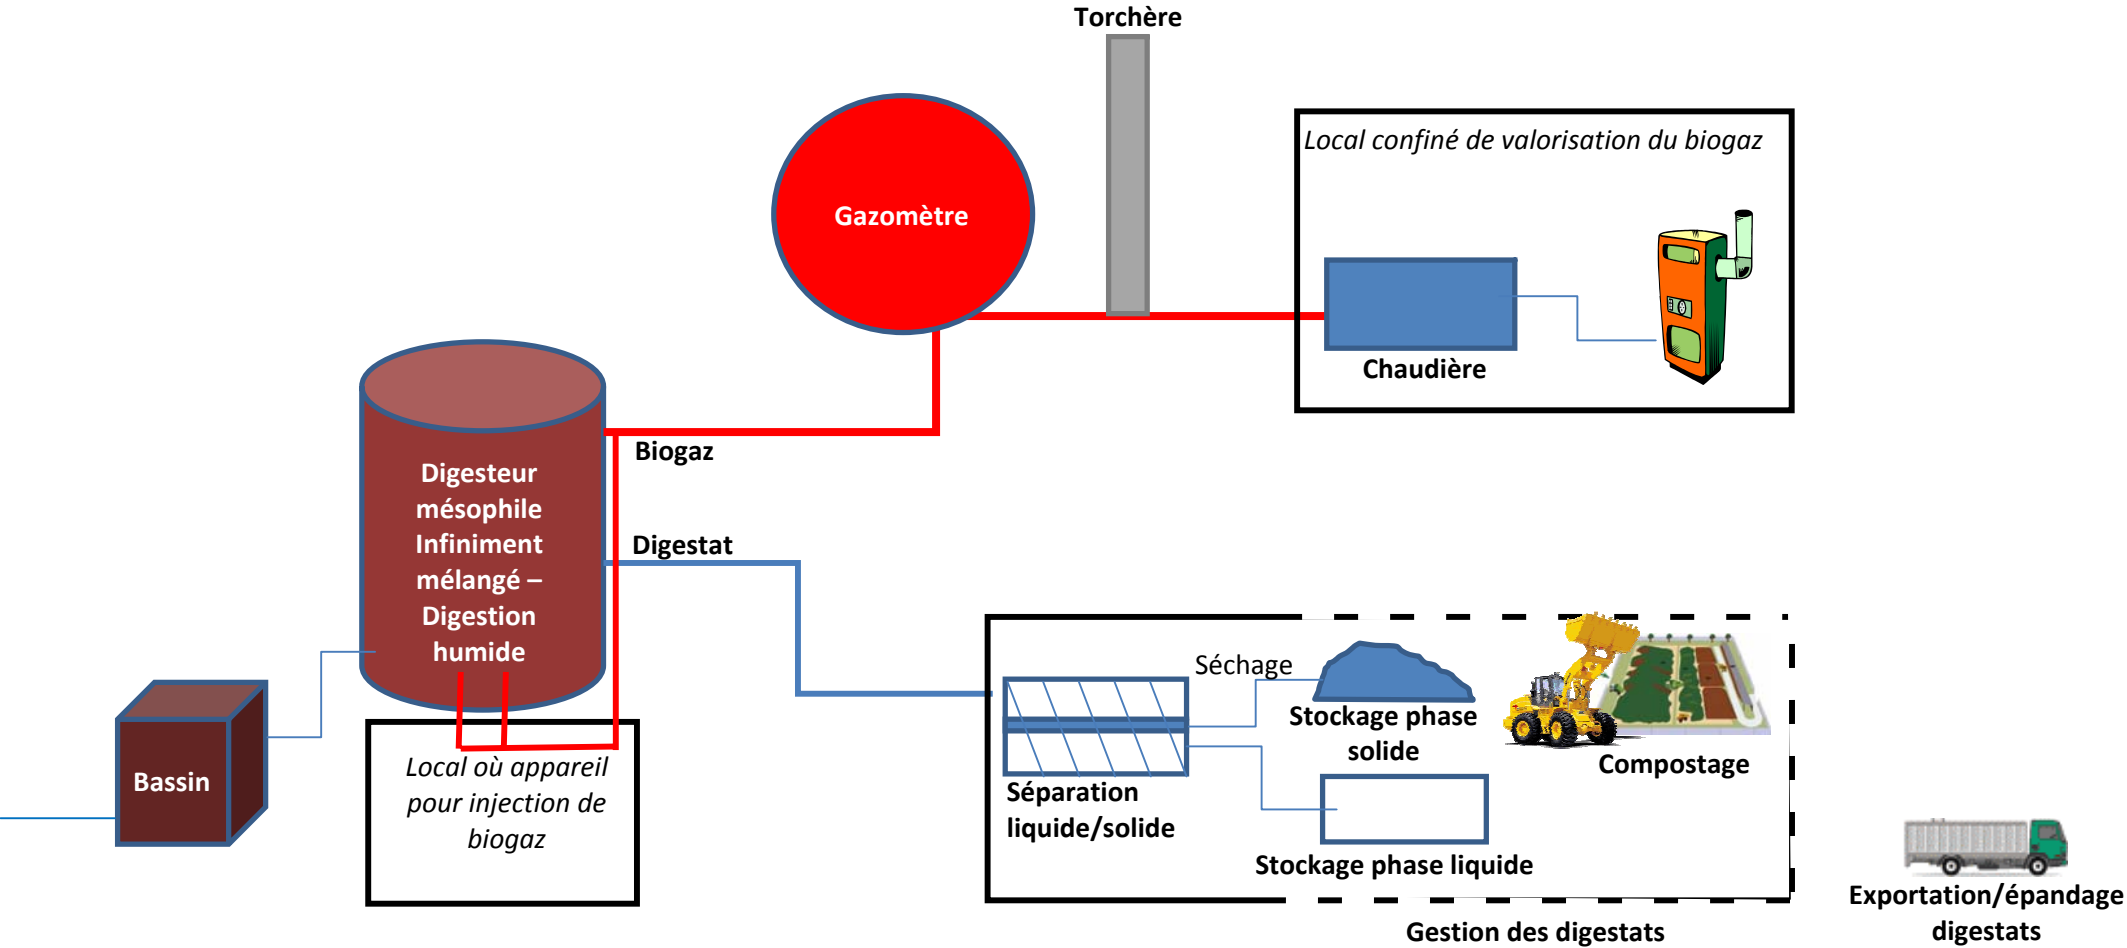 Torchère
Local confiné de valorisation du biogaz
Gazomètre
Chaudière
Biogaz
Digesteur
mésophile
Infiniment
mélangé –
Digestion
humide
Digestat
Bassin
Local où appareil
pour injection de
biogaz
Séchage
Stockage phase
solide
Compostage
Séparation
liquide/solide
Stockage phase liquide
Exportation/épandage
digestats
Gestion des digestats